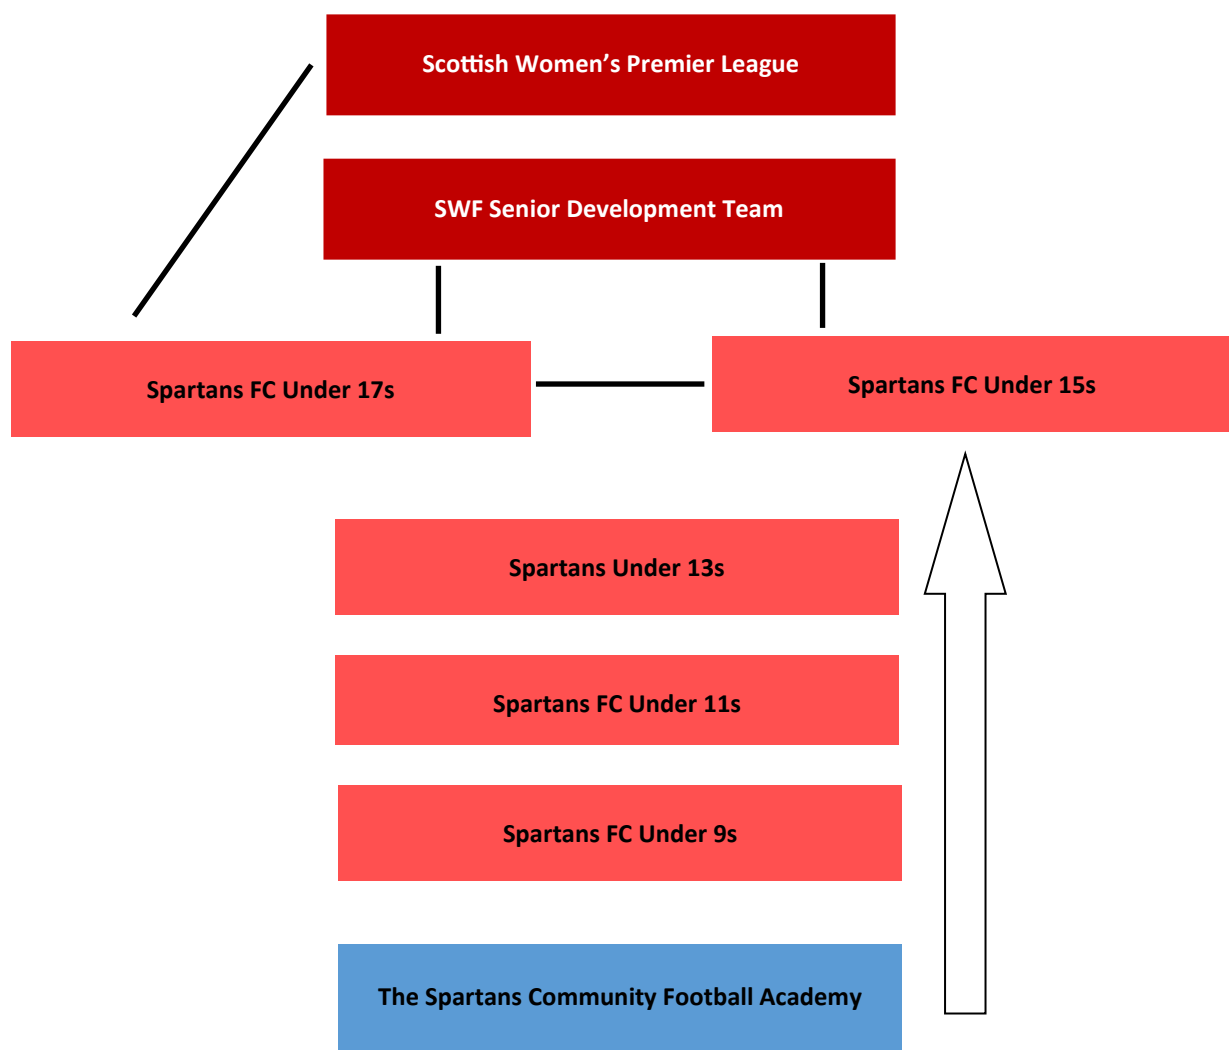 Scottish Women’s Premier League
SWF Senior Development Team
Spartans FC Under 17s
Spartans FC Under 15s
Spartans Under 13s
Spartans FC Under 11s
Spartans FC Under 9s
The Spartans Community Football Academy